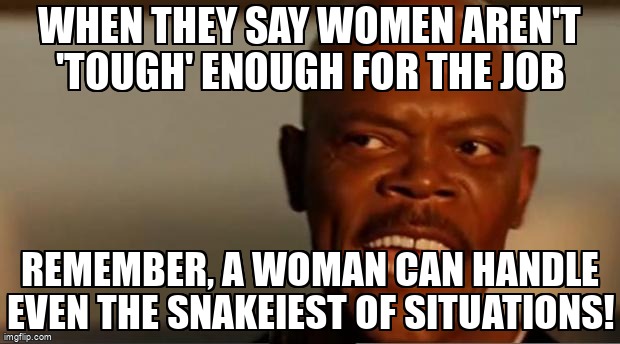 WHEN THEY SAY WOMEN AREN'T
'TOUGH' ENOUGH FOR THE JOB
REMEMBER, A WOMAN CAN HANDLE
EVEN THE SNAKEIEST OF SITUATIONS!
imgflip.com